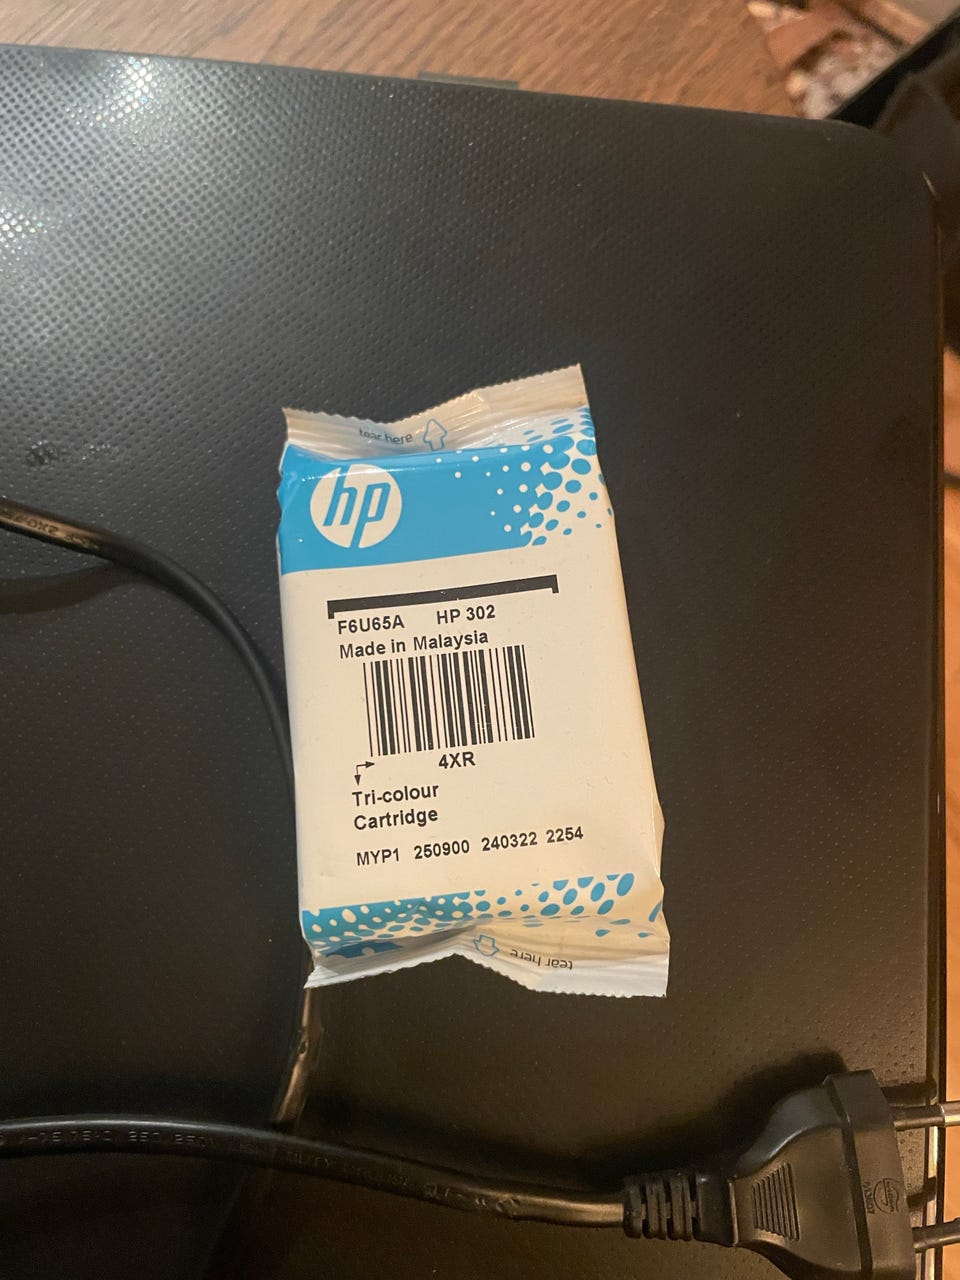 tear here
hp
F6U65A HP 302
Made in Malaysia
4XR
Tri-colour
Cartridge
MYP1 250900 240322 2254
tear here